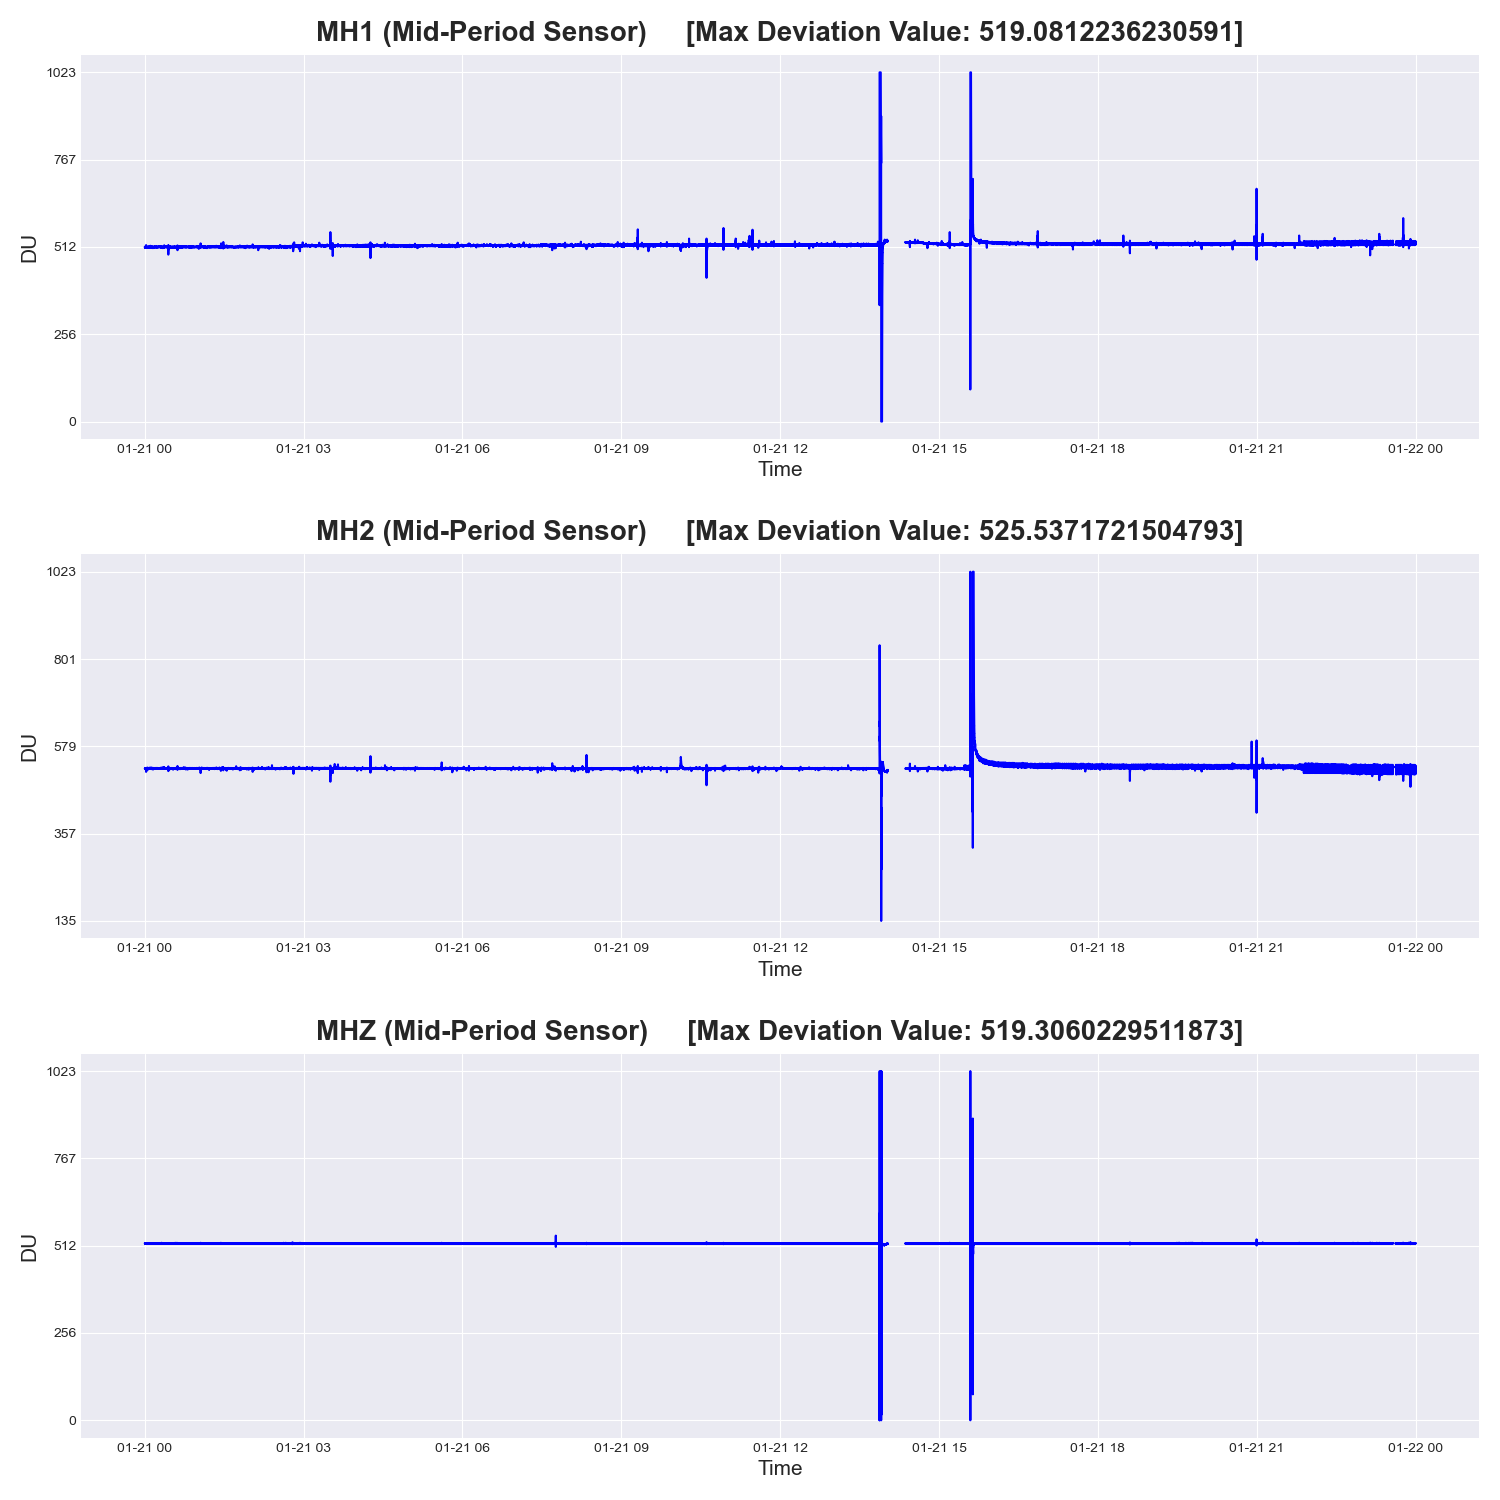 MH1 (Mid-Period Sensor) [Max Deviation Value: 519.0812236230591]
1023
767
512
256
0
DU
01-21 00 01-21 03 01-21 06 01-21 09 01-21 12 01-21 15 01-21 18 01-21 21 01-22 00
Time
MH2 (Mid-Period Sensor) [Max Deviation Value: 525.5371721504793]
1023
801
579
357
135
DU
01-21 00 01-21 03 01-21 06 01-21 09 01-21 12 01-21 15 01-21 18 01-21 21 01-22 00
Time
MHZ (Mid-Period Sensor) [Max Deviation Value: 519.3060229511873]
1023
767
512
256
0
DU
01-21 00 01-21 03 01-21 06 01-21 09 01-21 12 01-21 15 01-21 18 01-21 21 01-22 00
Time